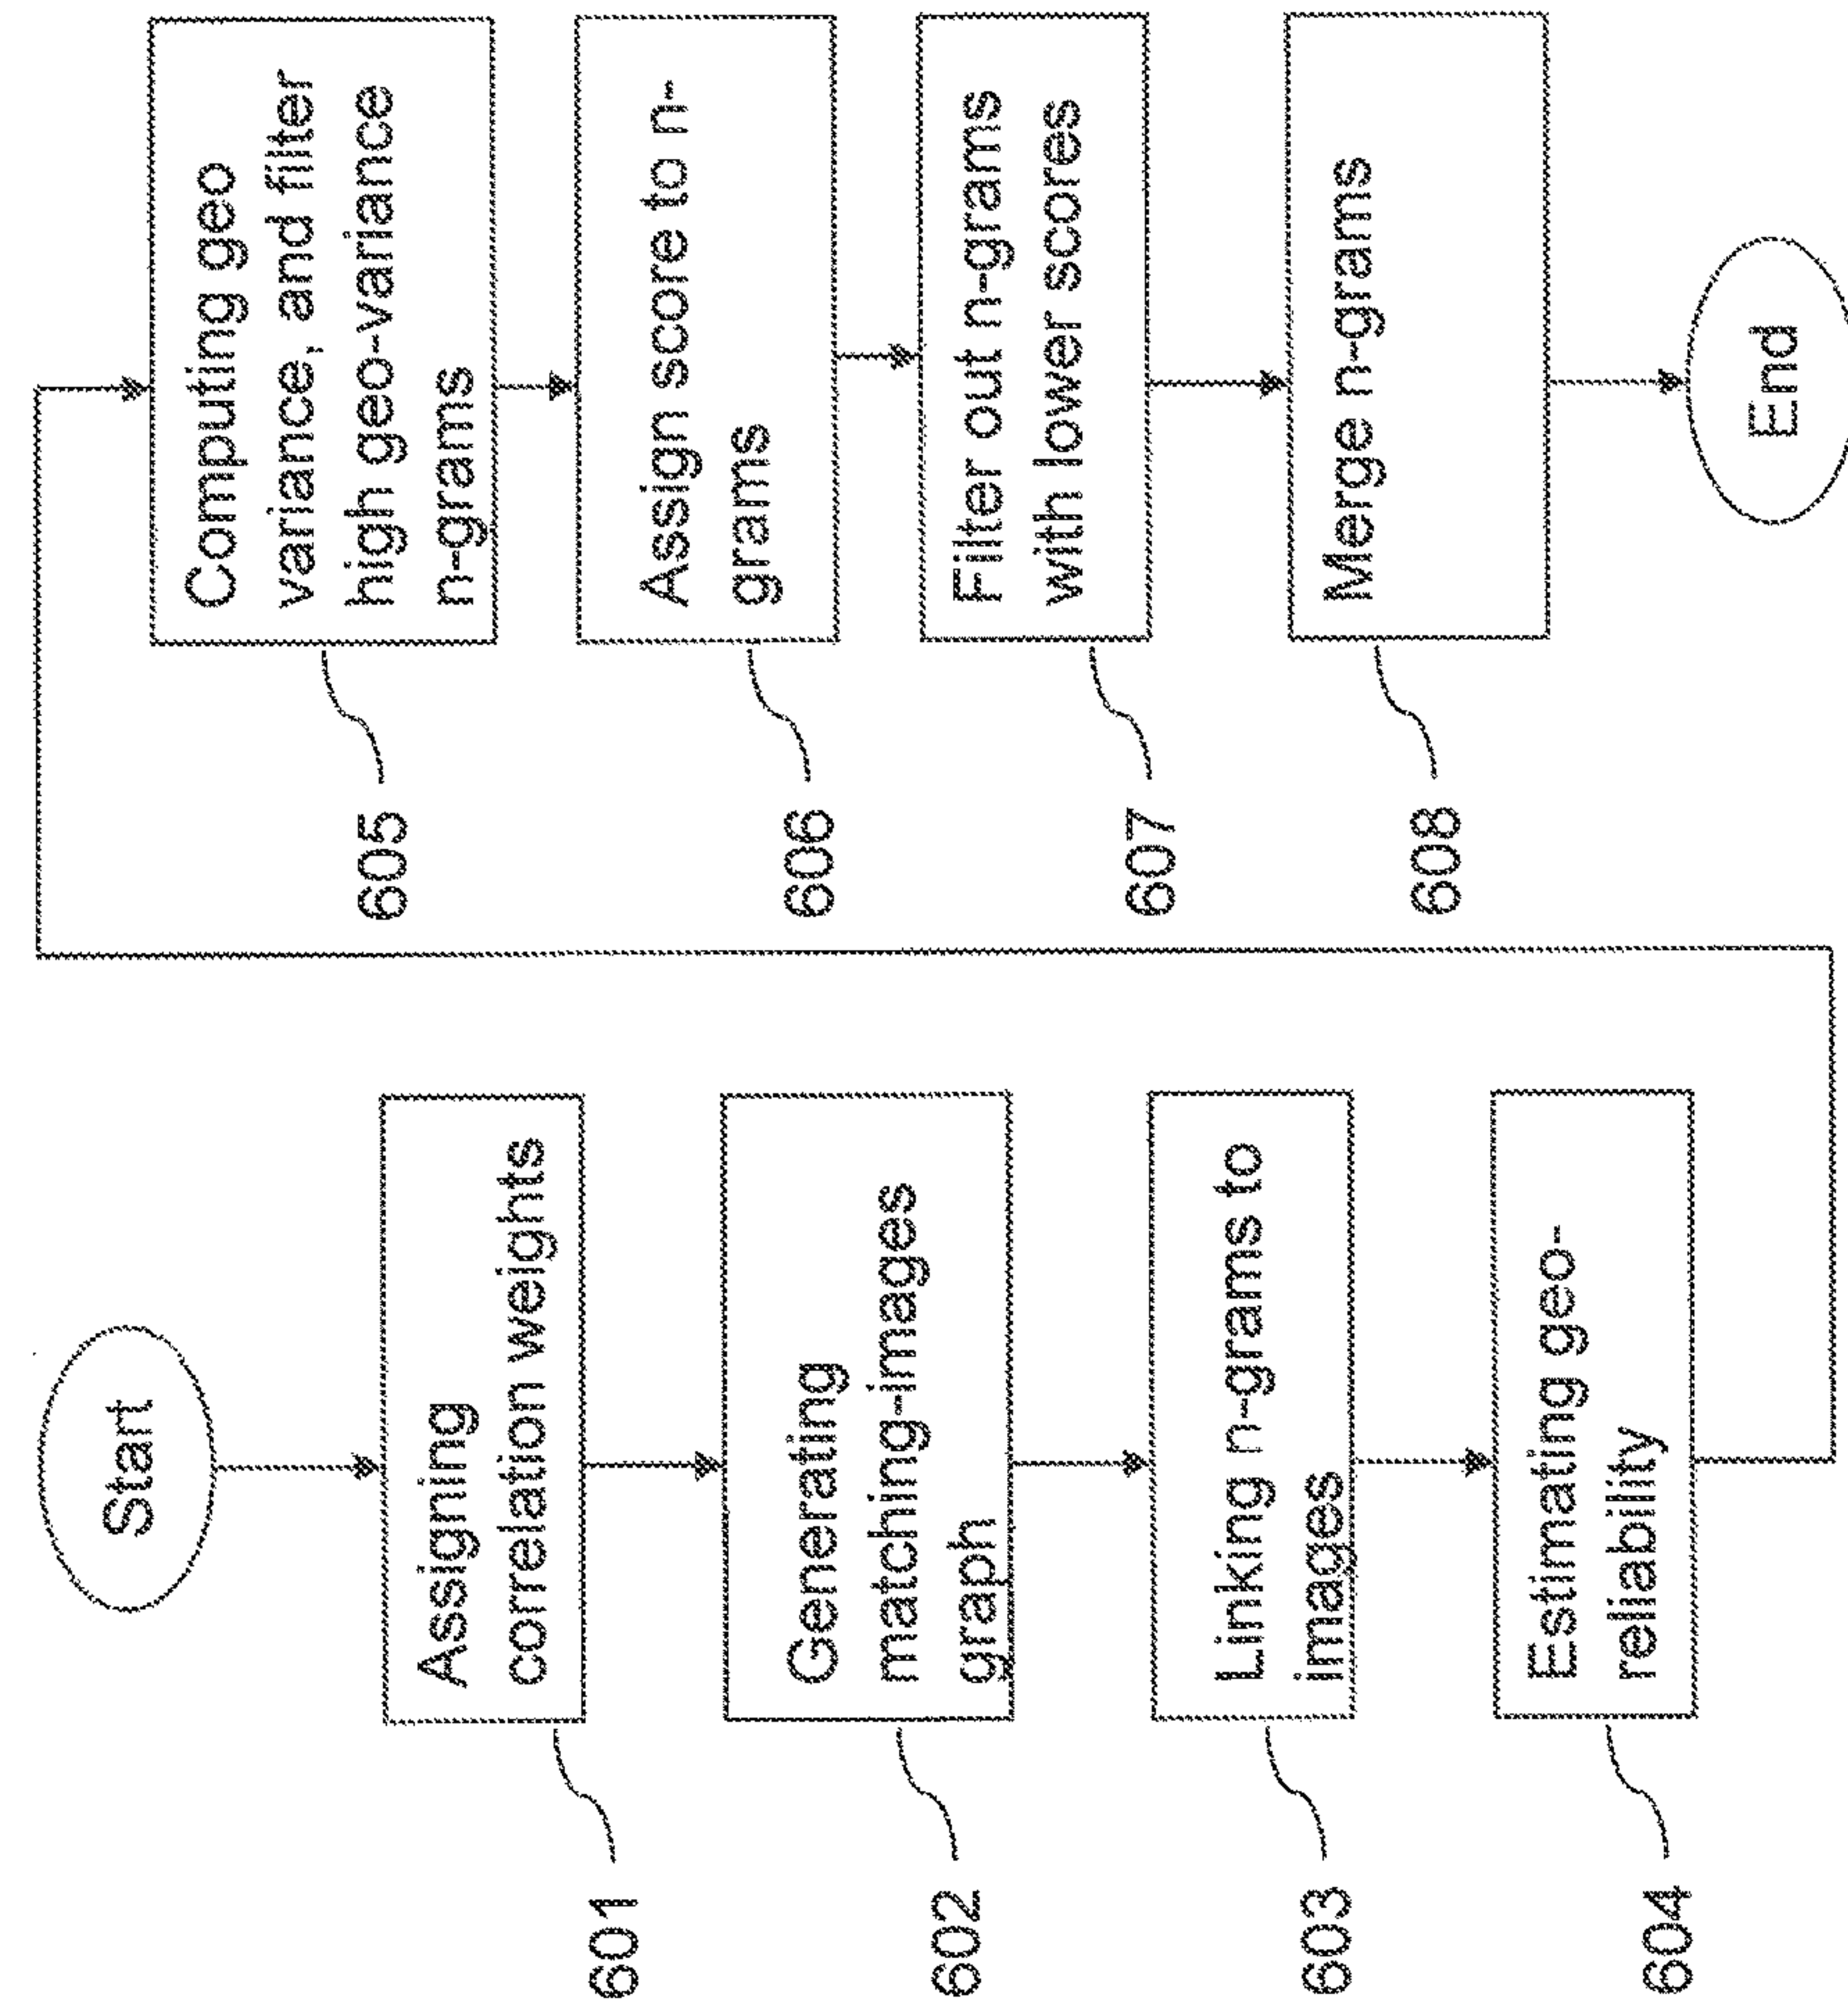 Start
Assigning
correlation weights
601
Generating
matching-images
graph
602
Linking n-grams to
images
603
Estimating geo-
reliability
604
Computing geo
variance, and filter
high geo-variance
n-grams
605
Assign score to n-
grams
606
Filter out n-grams
with lower scores
607
Merge n-grams
608
End